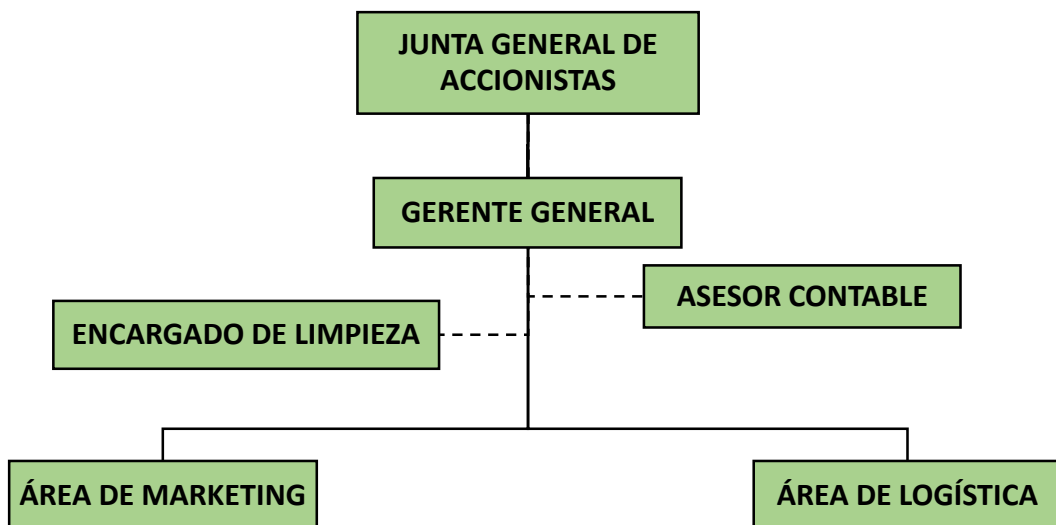 JUNTA GENERAL DE
ACCIONISTAS
GERENTE GENERAL
ASESOR CONTABLE
ENCARGADO DE LIMPIEZA
ÁREA DE MARKETING
ÁREA DE LOGÍSTICA